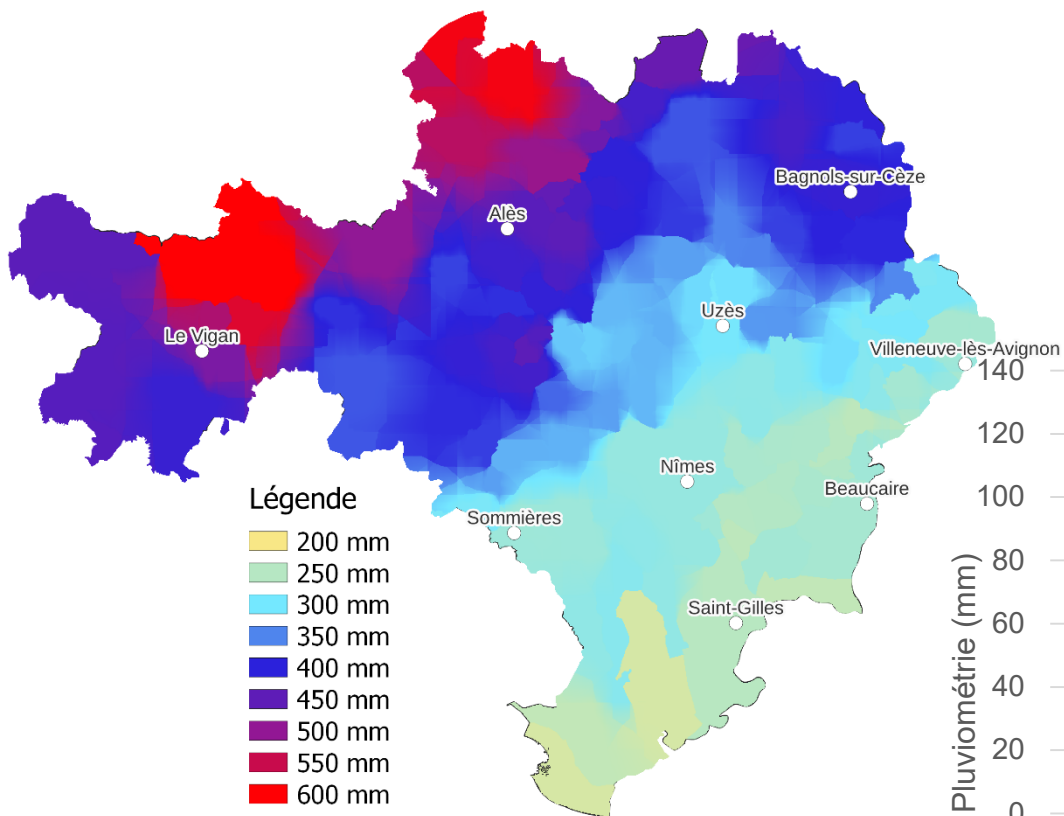 Bagnols-sur-Cèze
Alès
Uzès
Le Vigan
Villeneuve-lès-Avignon
140
120
Nîmes
Beaucaire
100
Légende
Sommières
200 mm
80
250 mm
300 mm
Saint-Gilles
60
350 mm
400 mm
40
450 mm
500 mm
20
550 mm
600 mm
0
Pluviométrie (mm)